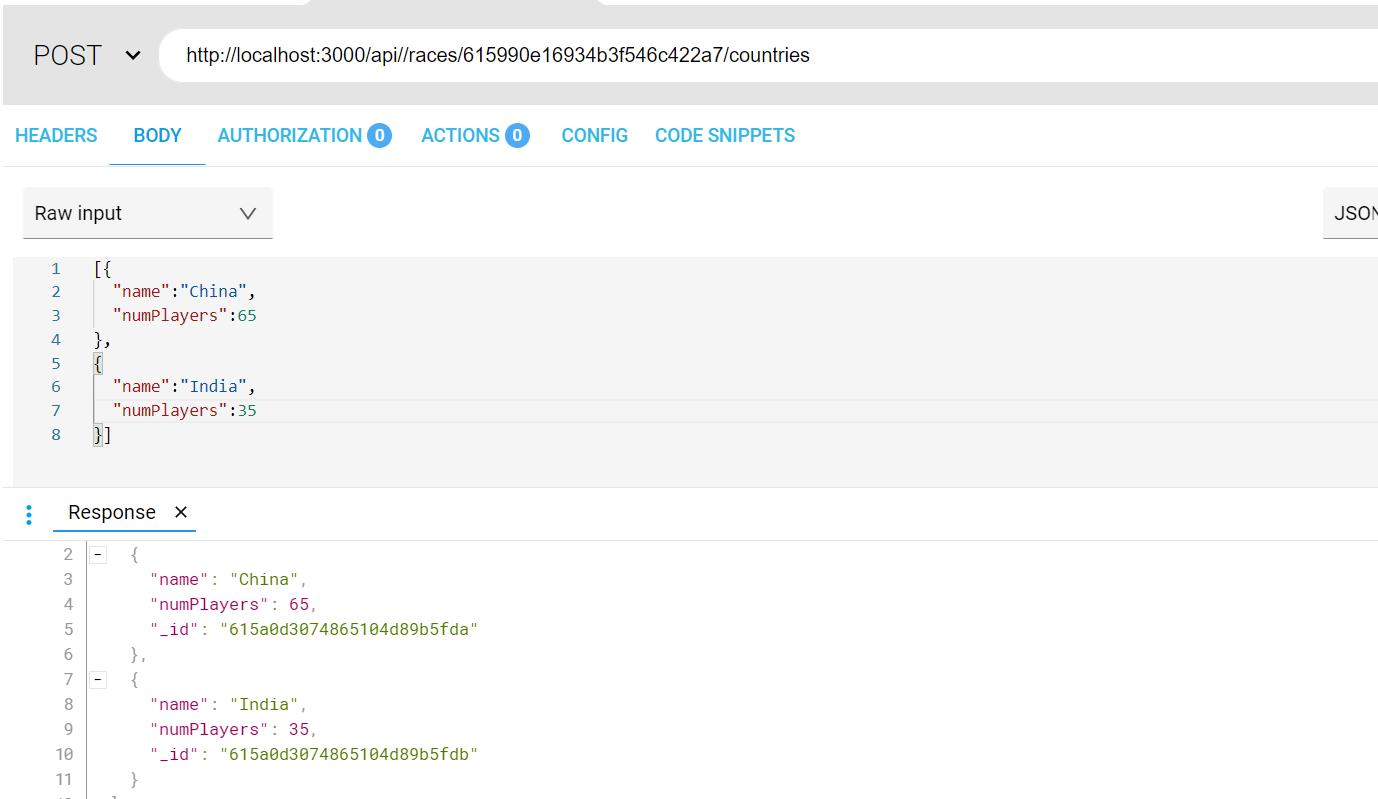 POST http://localhost:3000/api//races/615990e16934b3f546c422a7/countries
HEADERS BODY AUTHORIZATION 0 ACTIONS 0 CONFIG CODE SNIPPETS
Raw input JSON
1 [{
2 "name":"China",
3 "numPlayers":65
4 },
5 {
6 "name":"India",
7 "numPlayers":35
8 }]
Response ×
2 - {
3 "name": "China",
4 "numPlayers": 65,
5 "_id": "615a0d3074865104d89b5fda"
6 },
7 - {
8 "name": "India",
9 "numPlayers": 35,
10 "_id": "615a0d3074865104d89b5fdb"
11 }